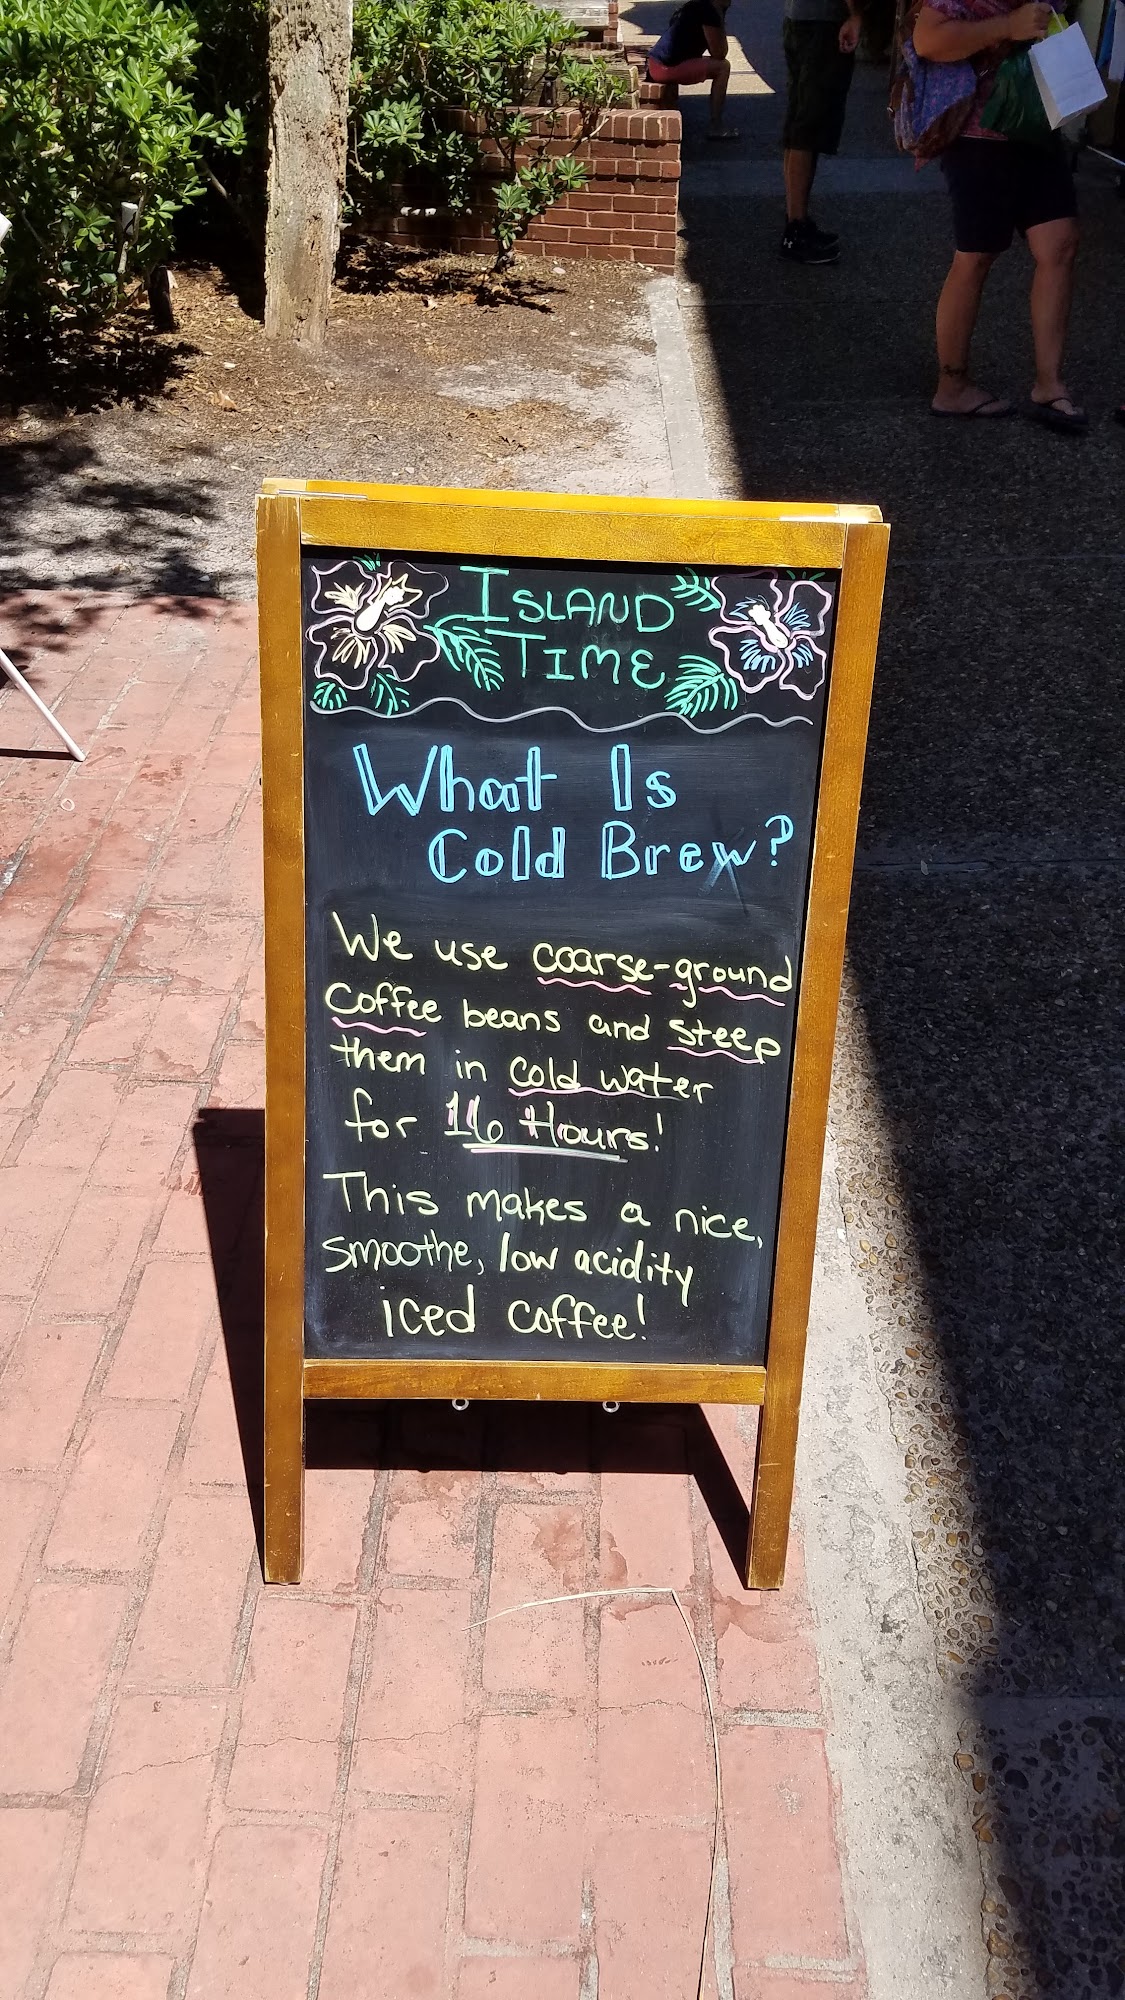 Island
Time
What Is
Cold Brew?
We use coarse-ground
coffee beans and steep
them in cold water
for 16 Hours!
This makes a nice,
smoothe, low acidity
iced coffee!